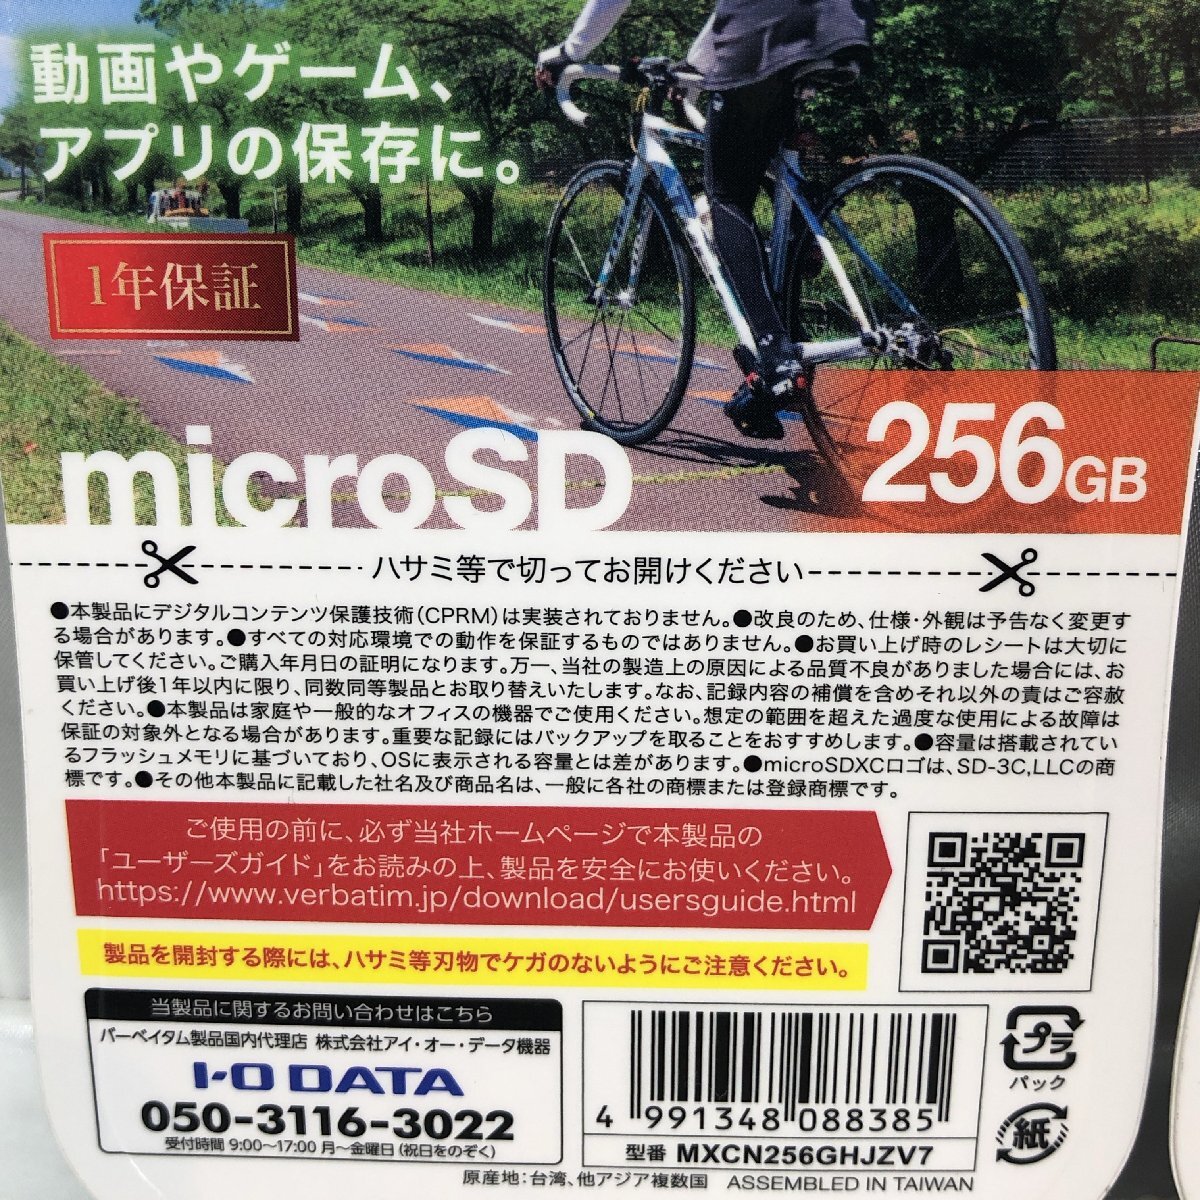 動画やゲーム、
アプリの保存に。
1年保証
microSD
256GB
ハサミ等で切ってお開けください
●本製品にデジタルコンテンツ保護技術(CPRM)は実装されておりません。●改良のため、仕様・外観は予告なく変更す
る場合があります。●すべての対応環境での動作を保証するものではありません。●お買い上げ時のレシートは大切に
保管してください。ご購入年月日の証明になります。万一、当社の製造上の原因による品質不良がありました場合には、お
買い上げ後1年以内に限り、同数同等製品とお取り替えいたします。なお、記録内容の補償を含めそれ以外の責はご容赦
ください。●本製品は家庭や一般的なオフィスの機器でご使用ください。想定の範囲を超えた過度な使用による故障は
保証の対象外となる場合があります。重要な記録にはバックアップを取ることをおすすめします。●容量は搭載されてい
るフラッシュメモリに基づいており、OSに表示される容量とは差があります。●microSDXCロゴは、SD-3C,LLCの商
標です。●その他本製品に記載した社名及び商品名は、一般に各社の商標または登録商標です。
ご使用の前に、必ず当社ホームページで本製品の
「ユーザーズガイド」をお読みの上、製品を安全にお使いください。
https://www.verbatim.jp/download/usersguide.html
製品を開封する際には、ハサミ等刃物でケガのないようにご注意ください。
当製品に関するお問い合わせはこちら
バーベイタム製品国内代理店 株式会社アイ・オー・データ機器
I-O DATA
050-3116-3022
受付時間 9:00〜17:00 月〜金曜日(祝日をのぞく)
4 991348 088385
型番 MXCN256GHJZV7
プラ
パック
紙
原産地:台湾、他アジア複数国 ASSEMBLED IN TAIWAN